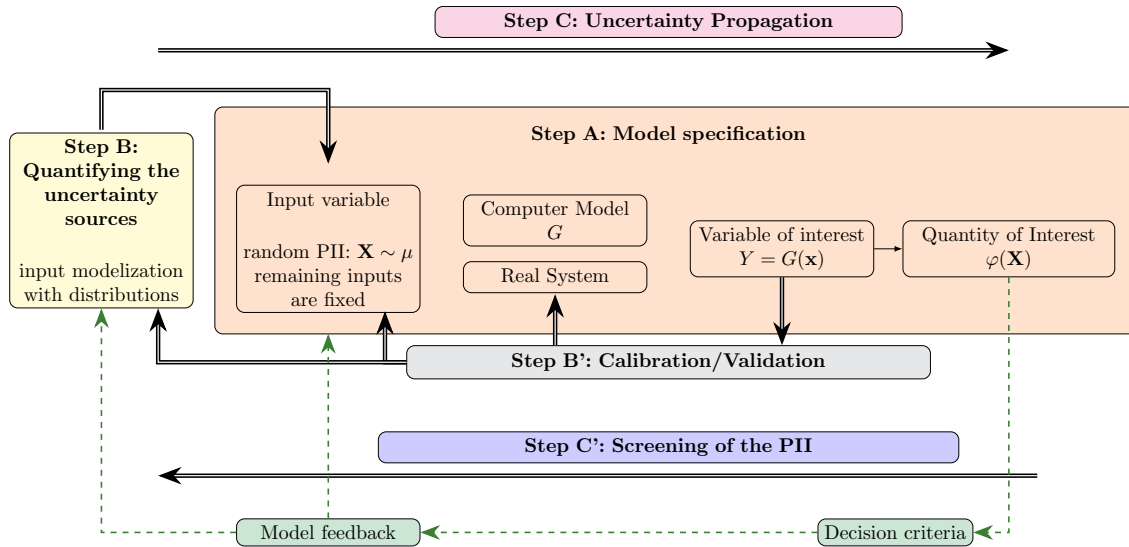 Step C: Uncertainty Propagation
Step A: Model specification
Step B:
Quantifying the
uncertainty
sources
input modelization
with distributions
Input variable
random PII: X ∼ μ
remaining inputs
are fixed
Computer Model
G
Real System
Variable of interest
Y = G(x)
Quantity of Interest
φ(X)
Step B': Calibration/Validation
Step C': Screening of the PII
Model feedback
Decision criteria